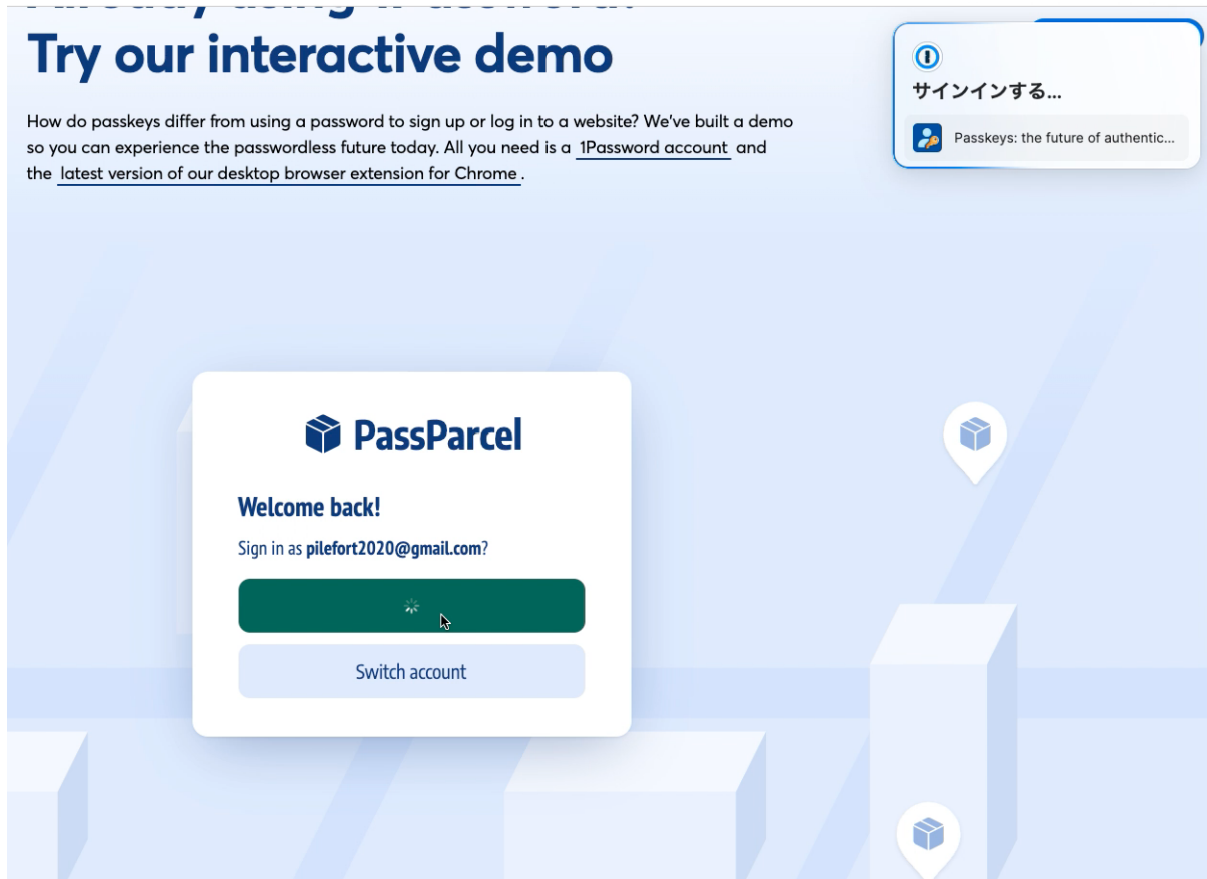 Try our interactive demo
How do passkeys differ from using a password to sign up or log in to a website? We've built a demo
so you can experience the passwordless future today. All you need is a 1Password account and
the latest version of our desktop browser extension for Chrome.
サインインする...
Passkeys: the future of authentic...
PassParcel
Welcome back!
Sign in as pilefort2020@gmail.com?
Switch account